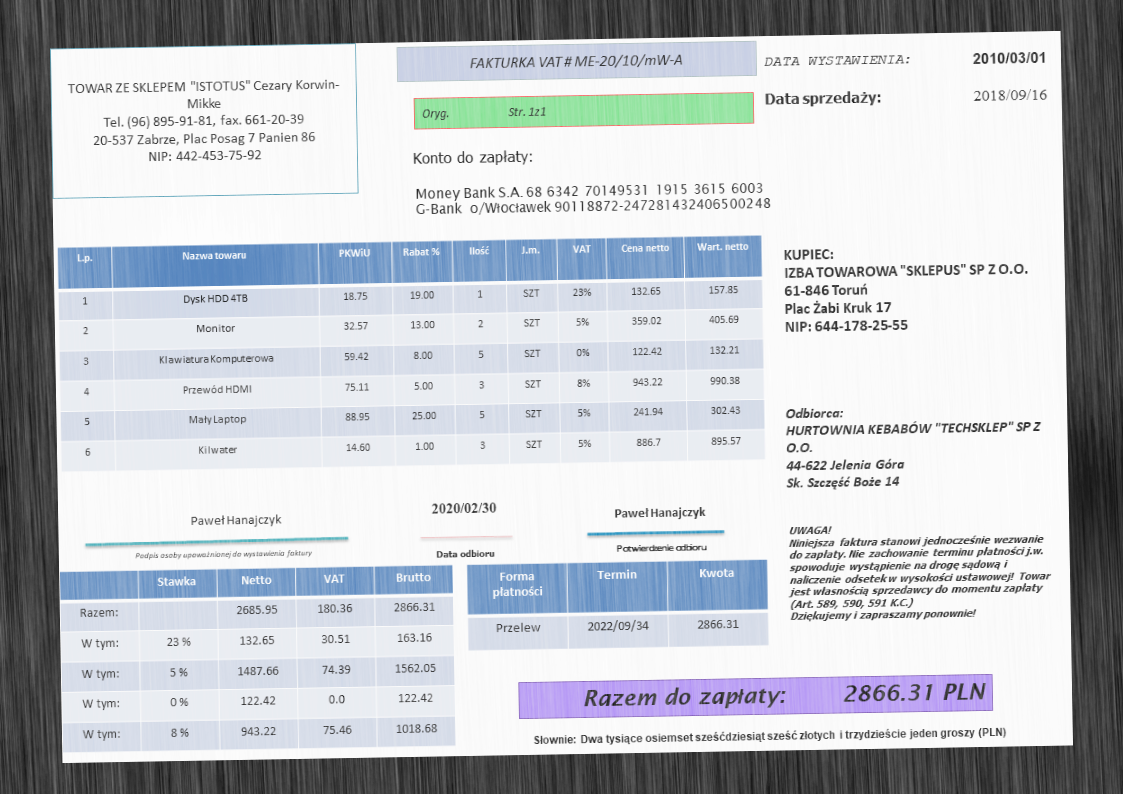 TOWAR ZE SKLEPEM "ISTOTUS" Cezary Korwin-
Mikke
Tel. (96) 895-91-81, fax. 661-20-39
20-537 Zabrze, Plac Posag 7 Panien 86
NIP: 442-453-75-92
FAKTURKA VAT # ME-20/10/mW-A
Oryg. Str. 1z1
DATA WYSTAWIENIA: 2010/03/01
Data sprzedaży: 2018/09/16
Konto do zapłaty:
Money Bank S.A. 68 6342 70149531 1915 3615 6003
G-Bank o/Włocławek 90118872-247281432406500248
L.p. Nazwa towaru PKWiU Rabat % Ilość J.m. VAT Cena netto Wart. netto
1 Dysk HDD 4TB 18.75 19.00 1 SZT 23% 132.65 157.85
2 Monitor 32.57 13.00 2 SZT 5% 359.02 405.69
3 Klawiatura Komputerowa 59.42 8.00 5 SZT 0% 122.42 132.21
4 Przewód HDMI 75.11 5.00 3 SZT 8% 943.22 990.38
5 Mały Laptop 88.95 25.00 5 SZT 5% 241.94 302.43
6 Kilwater 14.60 1.00 3 SZT 5% 886.7 895.57
KUPIEC:
IZBA TOWAROWA "SKLEPUS" SP Z O.O.
61-846 Toruń
Plac Żabi Kruk 17
NIP: 644-178-25-55
Odbiorca:
HURTOWNIA KEBABÓW "TECHSKLEP" SP Z
O.O.
44-622 Jelenia Góra
Sk. Szczęść Boże 14
Paweł Hanajczyk
Podpis osoby upoważnionej do wystawienia faktury
2020/02/30
Data odbioru
Paweł Hanajczyk
Potwierdzenie odbioru
UWAGA!
Niniejsza faktura stanowi jednocześnie wezwanie
do zapłaty. Nie zachowanie terminu płatności j.w.
spowoduje wystąpienie na drogę sądową i
naliczenie odsetek w wysokości ustawowej! Towar
jest własnością sprzedawcy do momentu zapłaty
(Art. 589, 590, 591 K.C.)
Dziękujemy i zapraszamy ponownie!
Stawka Netto VAT Brutto
Razem: 2685.95 180.36 2866.31
W tym: 23 % 132.65 30.51 163.16
W tym: 5 % 1487.66 74.39 1562.05
W tym: 0 % 122.42 0.0 122.42
W tym: 8 % 943.22 75.46 1018.68
Forma płatności Termin Kwota
Przelew 2022/09/34 2866.31
Razem do zapłaty: 2866.31 PLN
Słownie: Dwa tysiące osiemset sześćdziesiąt sześć złotych i trzydzieście jeden groszy (PLN)